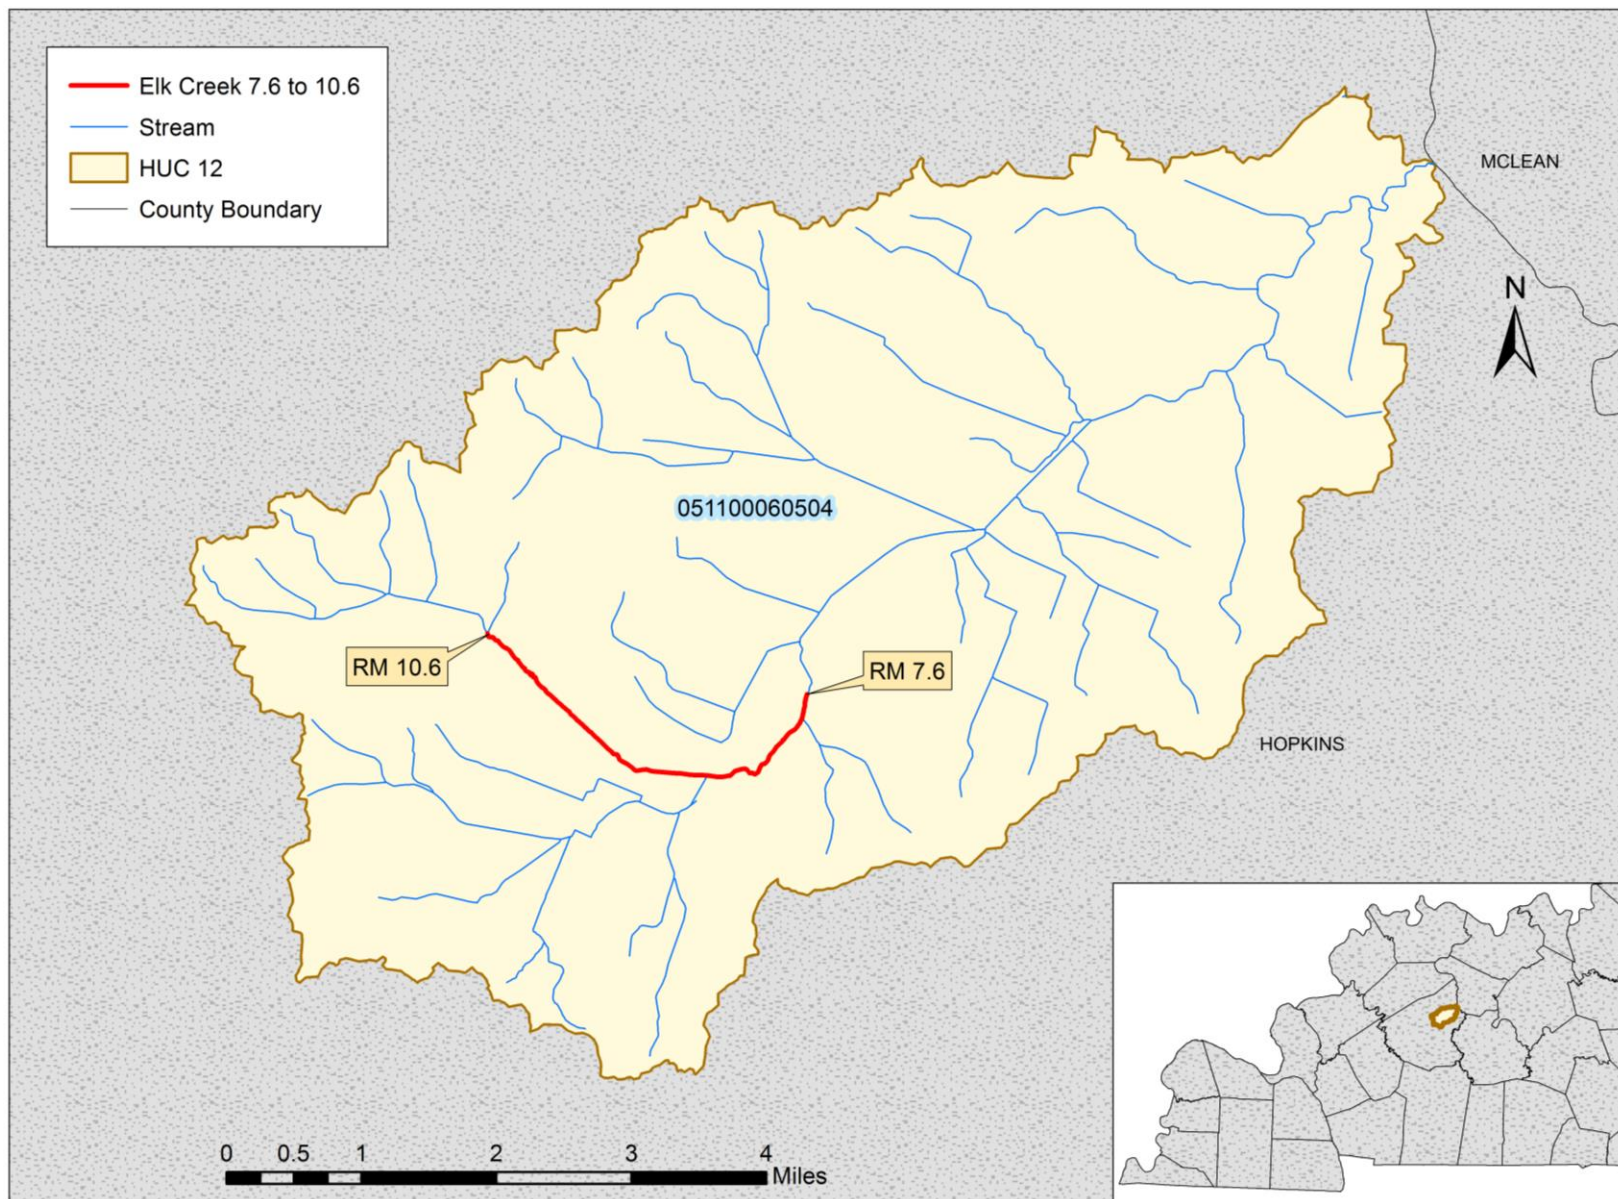 Elk Creek 7.6 to 10.6
Stream
HUC 12
County Boundary
MCLEAN
N
051100060504
RM 10.6
RM 7.6
HOPKINS
0 0.5 1 2 3 4
Miles